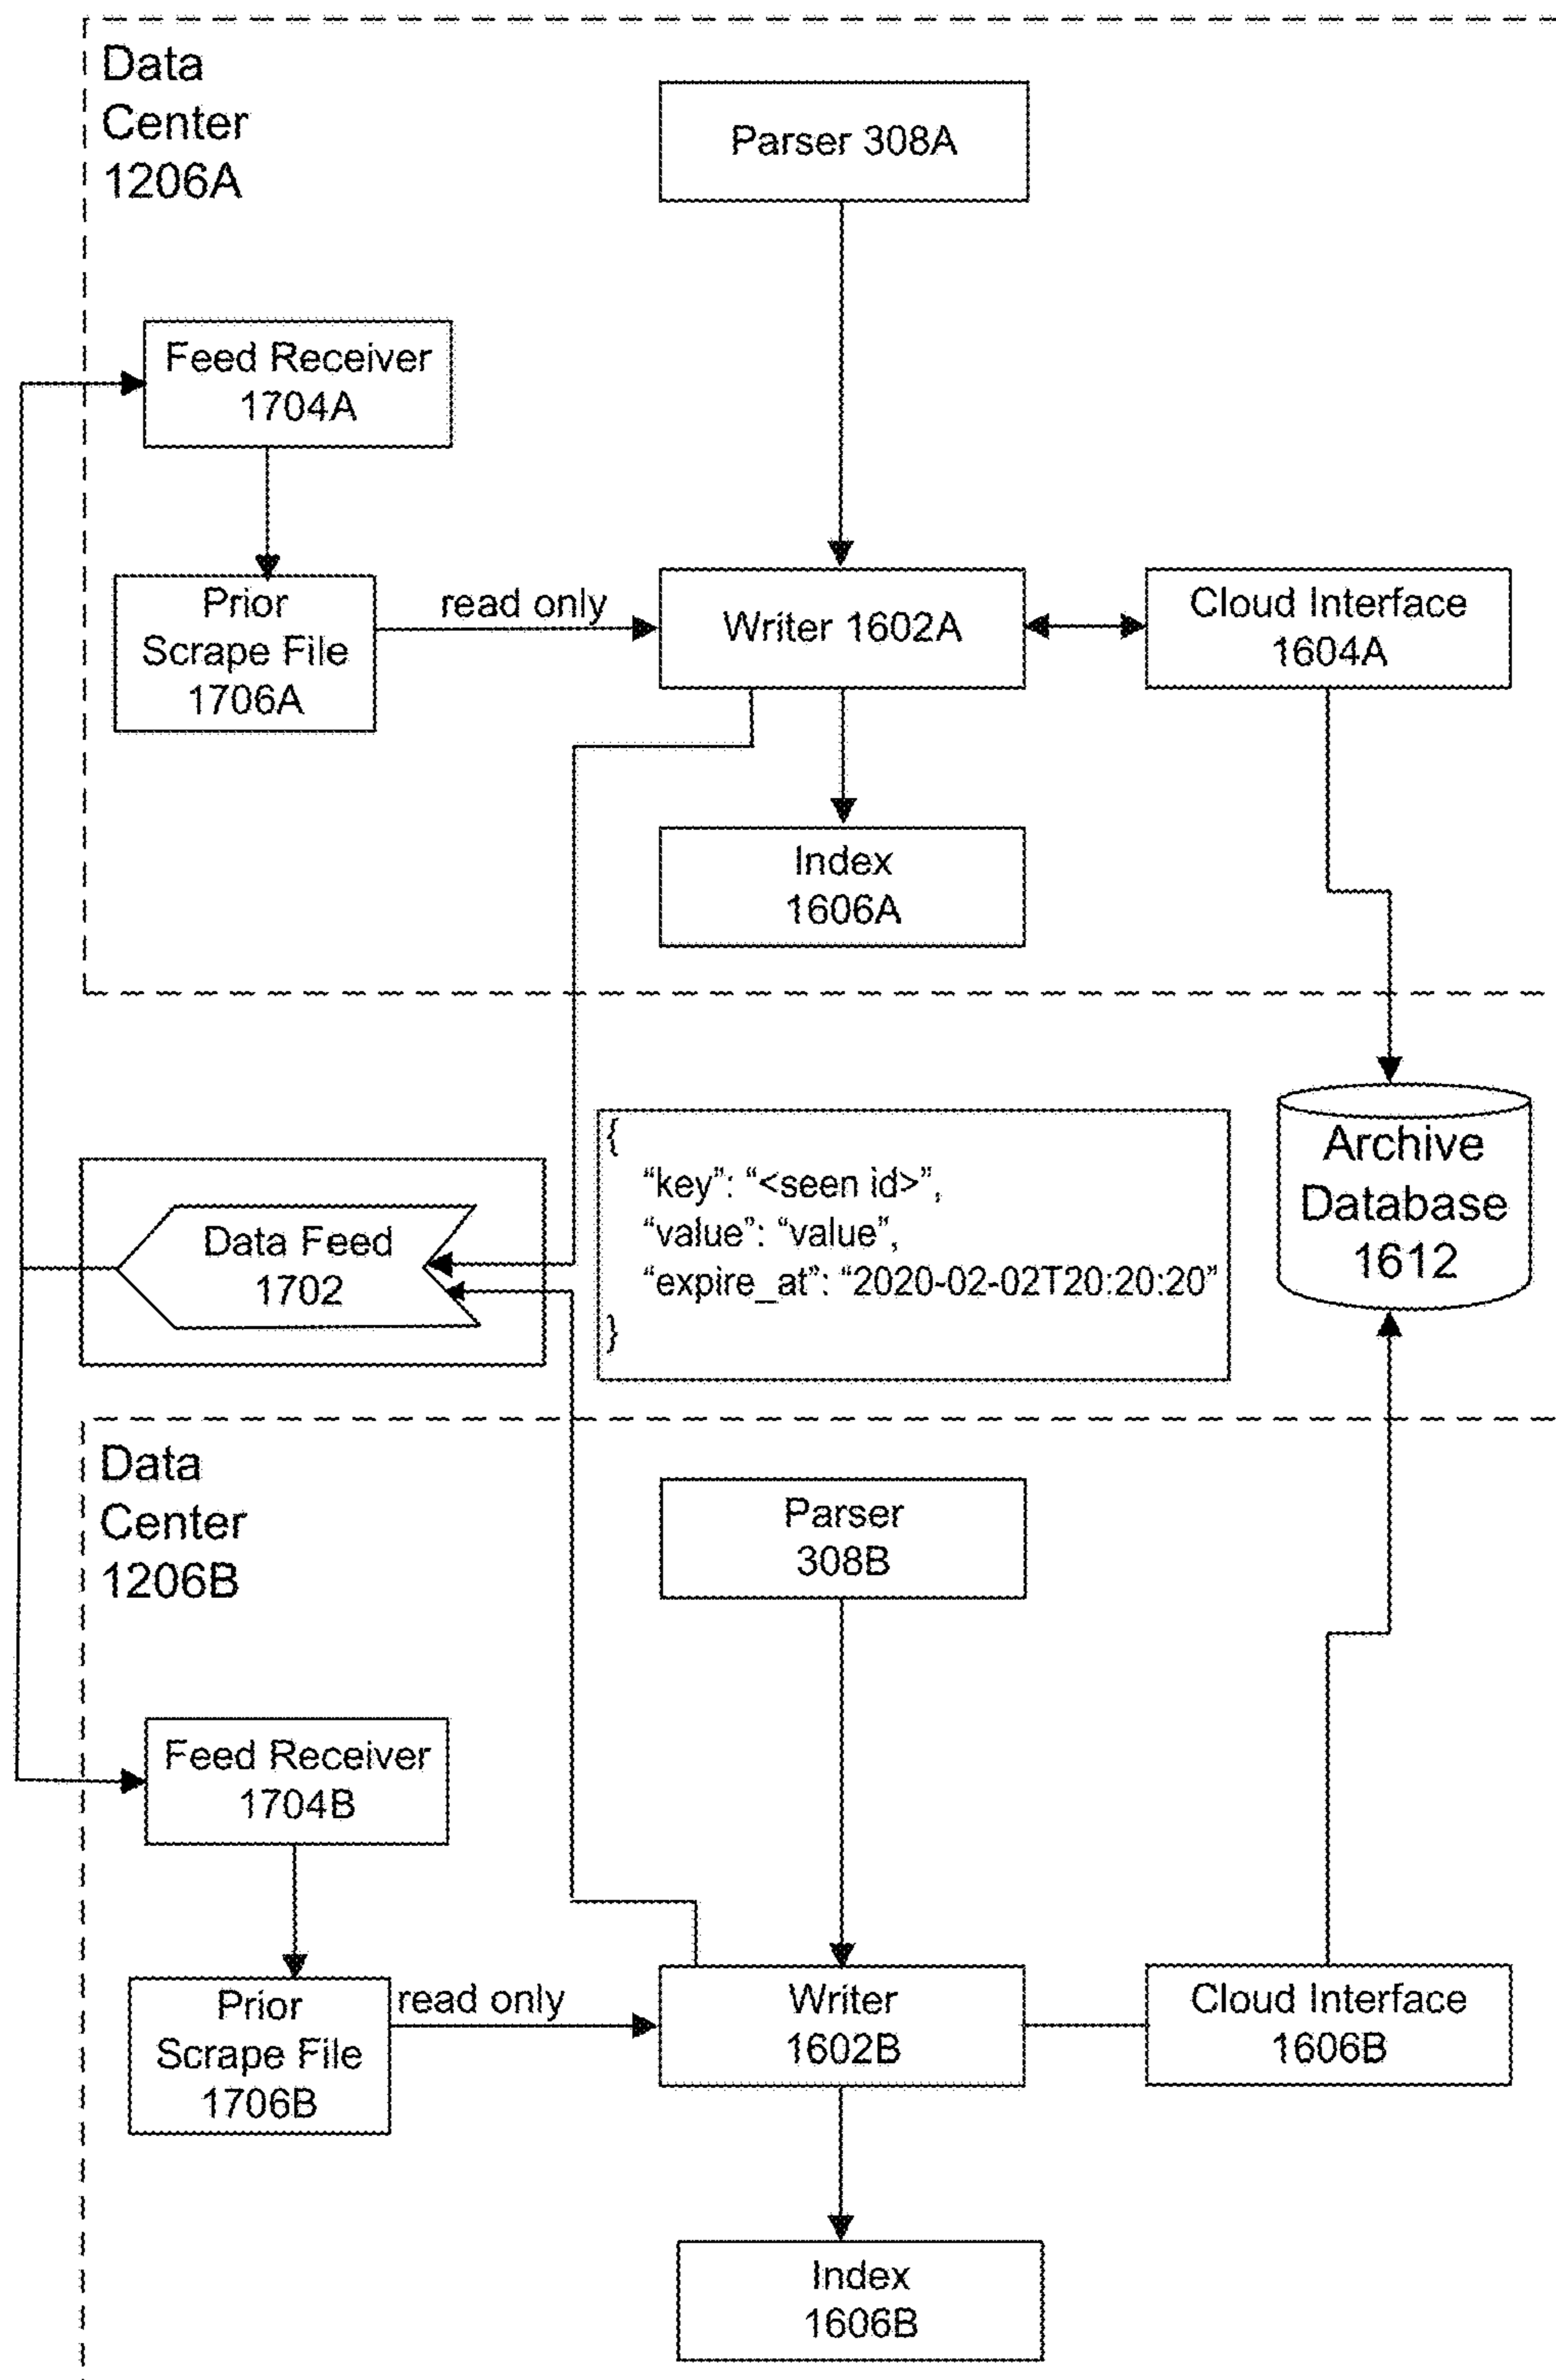 Data
Center
1206A
Parser 308A
Feed Receiver
1704A
Prior
Scrape File
1706A
read only
Writer 1602A
Cloud Interface
1604A
Index
1606A
Data Feed
1702
{
“key”: “<seen id>”,
“value”: “value”,
“expire_at”: “2020-02-02T20:20:20”
}
Archive
Database
1612
Data
Center
1206B
Parser
308B
Feed Receiver
1704B
Prior
Scrape File
1706B
read only
Writer
1602B
Cloud Interface
1606B
Index
1606B